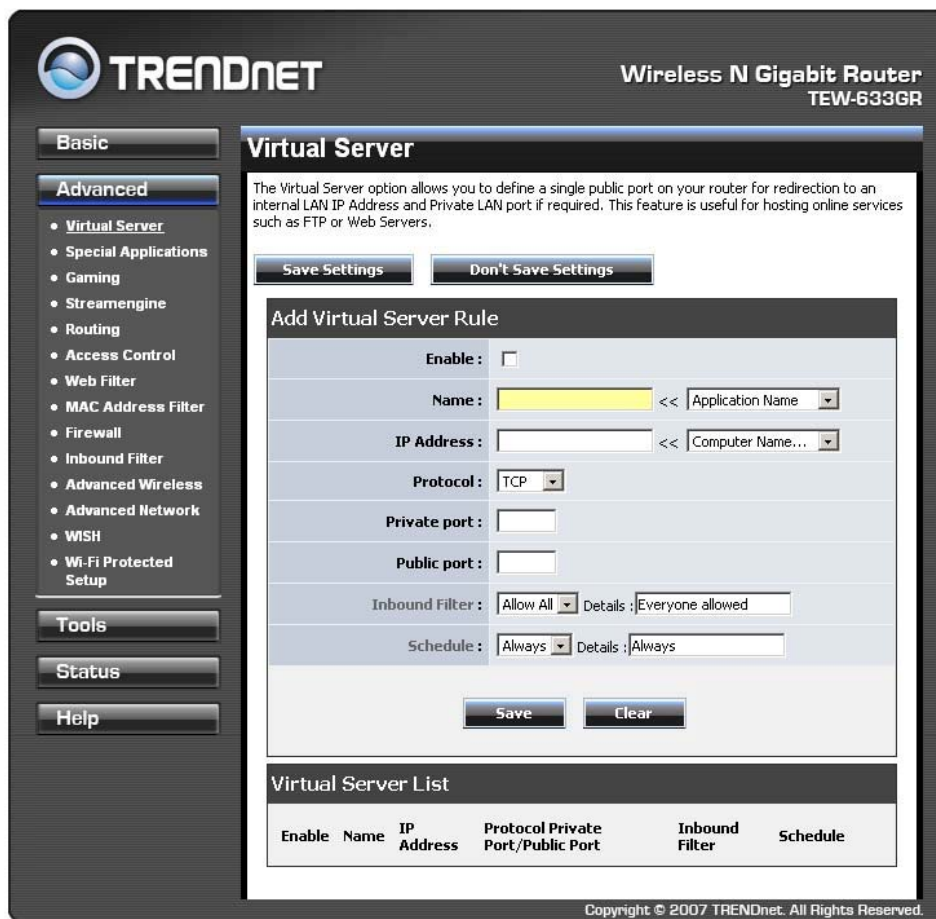 TRENDNET
Wireless N Gigabit Router
TEW-633GR
Basic
Advanced
Virtual Server
Special Applications
Gaming
Streamengine
Routing
Access Control
Web Filter
MAC Address Filter
Firewall
Inbound Filter
Advanced Wireless
Advanced Network
WISH
Wi-Fi Protected
Setup
Tools
Status
Help
Virtual Server
The Virtual Server option allows you to define a single public port on your router for redirection to an
internal LAN IP Address and Private LAN port if required. This feature is useful for hosting online services
such as FTP or Web Servers.
Save Settings Don't Save Settings
Add Virtual Server Rule
Enable :
Name : << Application Name
IP Address : << Computer Name...
Protocol : TCP
Private port :
Public port :
Inbound Filter : Allow All Details : Everyone allowed
Schedule : Always Details : Always
Save Clear
Virtual Server List
Enable Name IP Address Protocol Private Port/Public Port Inbound Filter Schedule
Copyright © 2007 TRENDnet. All Rights Reserved.